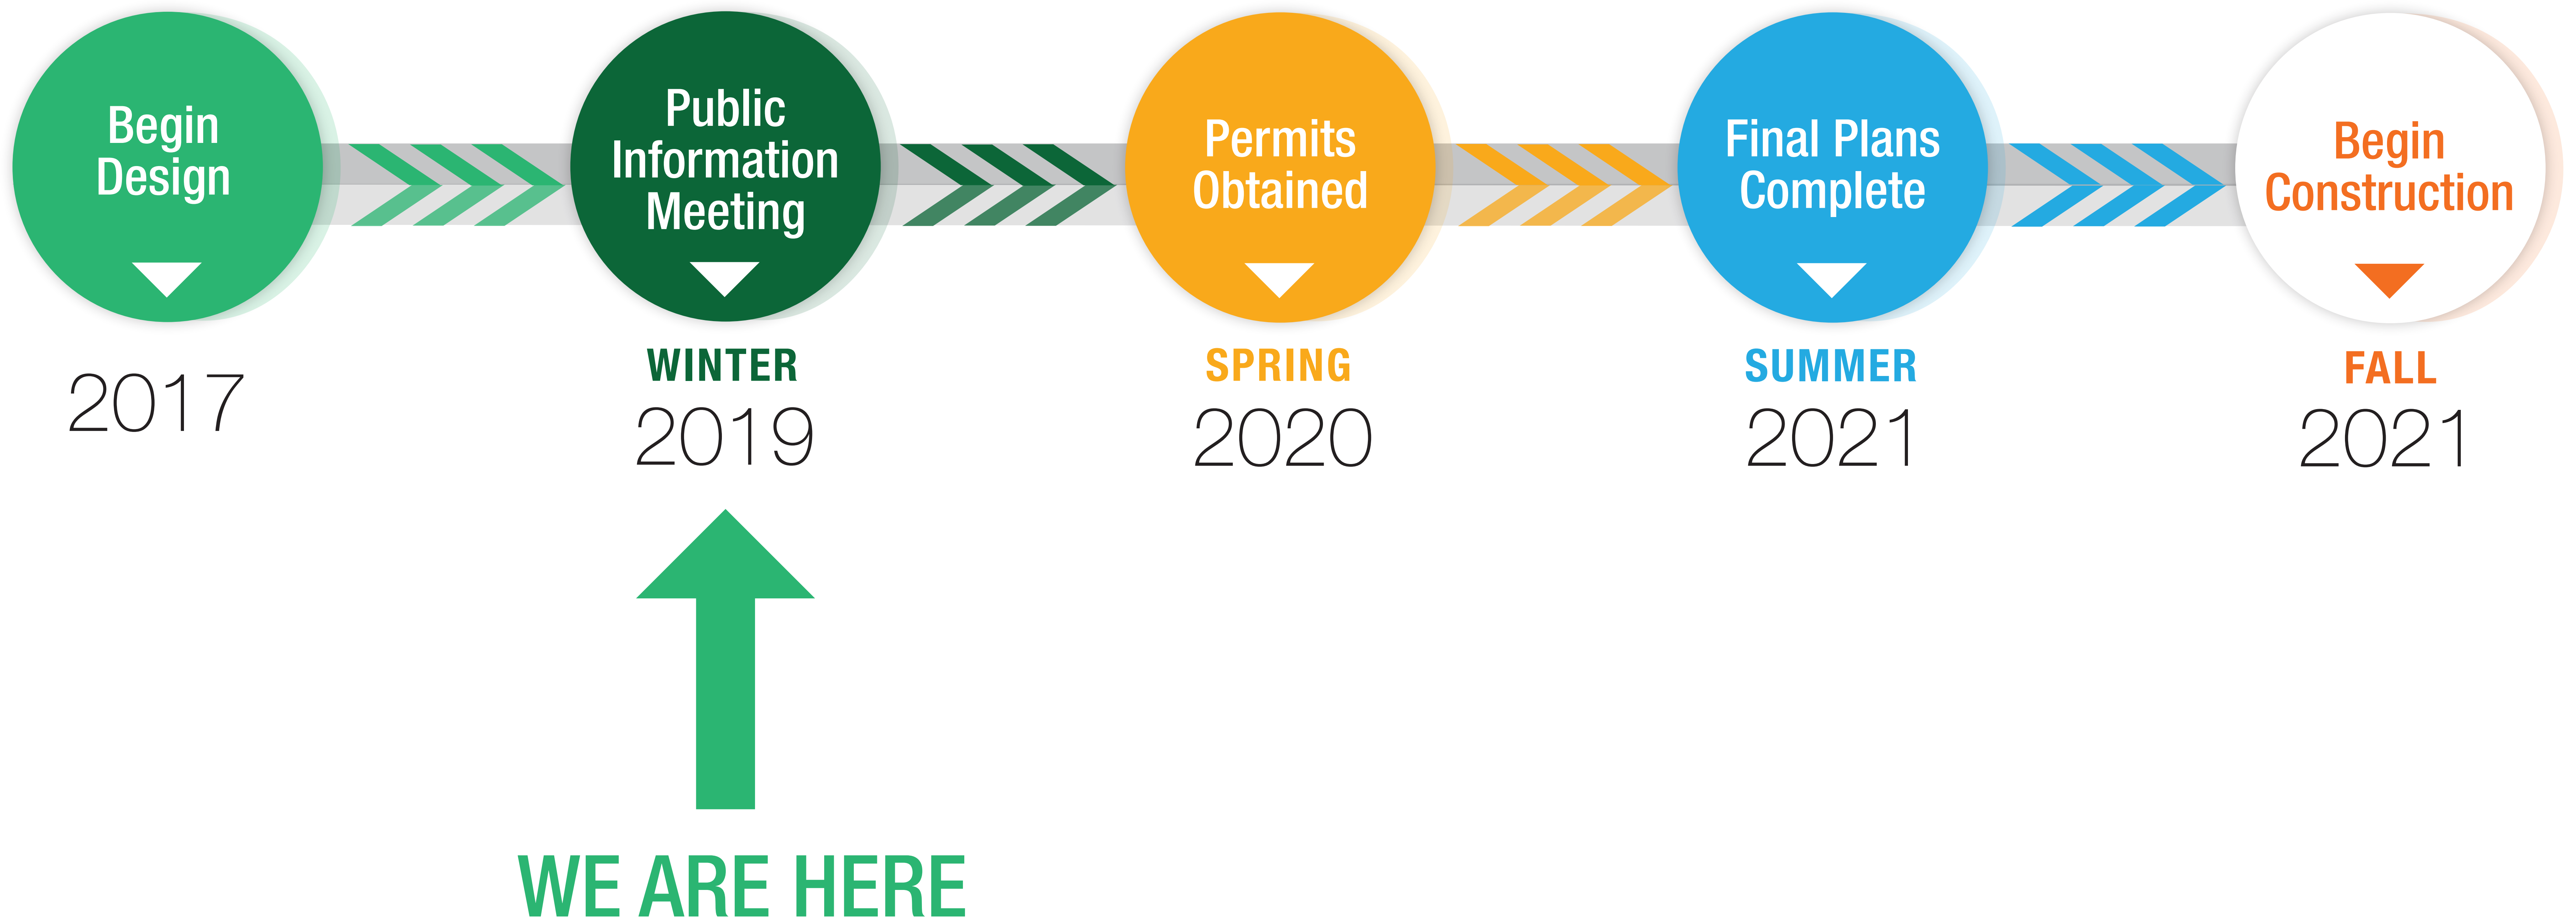 Begin
Design
2017
Public
Information
Meeting
WINTER
2019
Permits
Obtained
SPRING
2020
Final Plans
Complete
SUMMER
2021
Begin
Construction
FALL
2021
WE ARE HERE